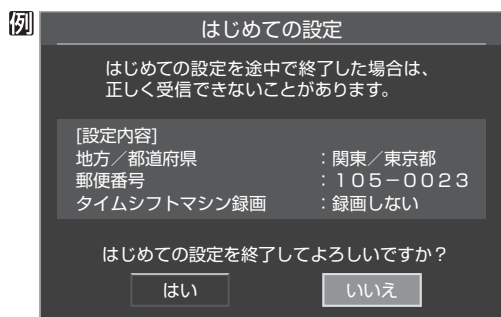 例
はじめての設定
はじめての設定を途中で終了した場合は、
正しく受信できないことがあります。
[設定内容]
地方／都道府県　　　　：関東／東京都
郵便番号　　　　　　　：１０５－００２３
タイムシフトマシン録画　：録画しない
はじめての設定を終了してよろしいですか？
はい　いいえ